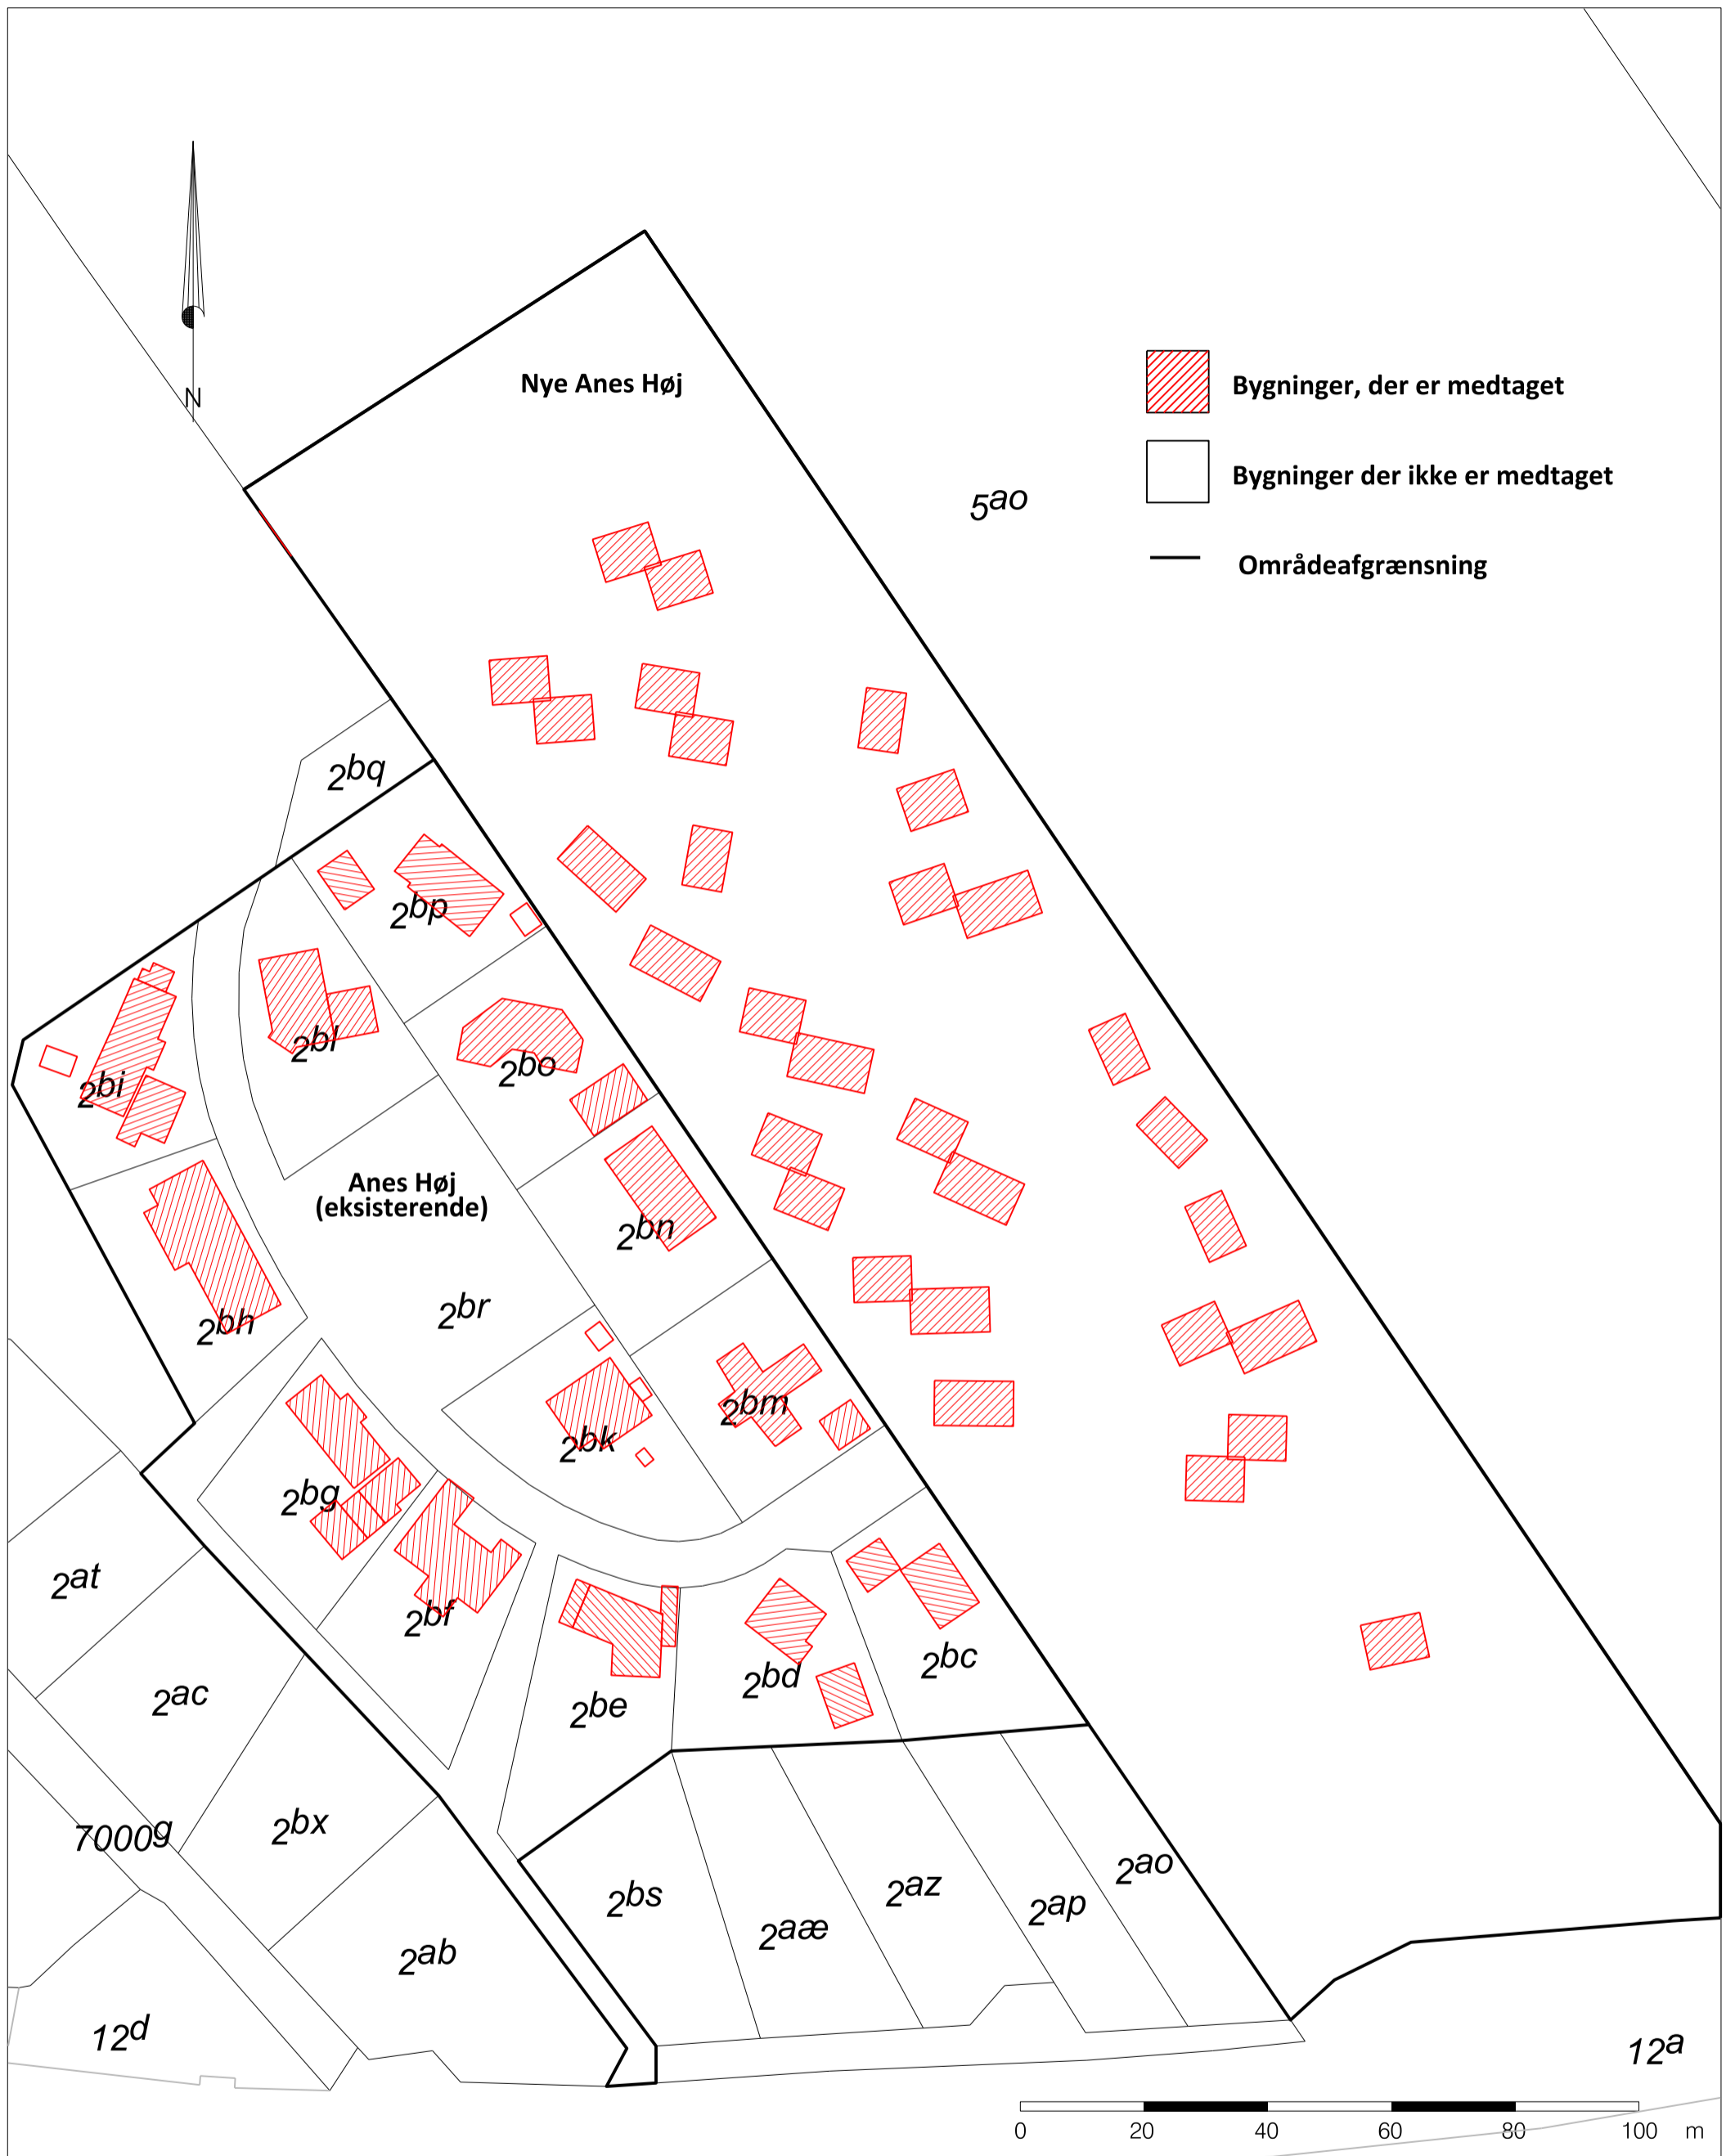 N
Nye Anes Høj
Bygninger, der er medtaget
Bygninger der ikke er medtaget
Områdeafgrænsning
5ao
2bq
2bp
2bl
2bo
2bi
Anes Høj
(eksisterende)
2bn
2br
2bh
2bm
2bk
2bg
2bf
2at
2bc
2bd
2be
2ac
7000g
2bx
2ao
2az
2bs
2ap
2aæ
2ab
12d
12a
0 20 40 60 80 100 m